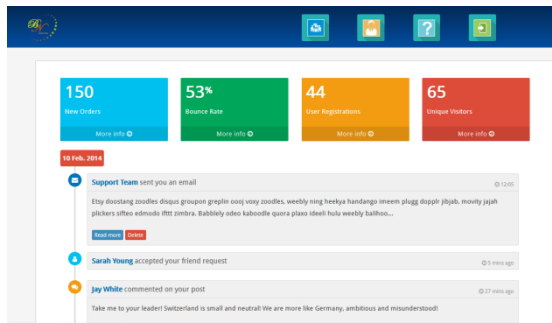 150
New Orders
More info
53%
Bounce Rate
More info
44
User Registrations
More info
65
Unique Visitors
More info
10 Feb. 2014
Support Team sent you an email
12:05
Etsy doostang zoodles disqus groupon greplin oooj voxy zoodles, weebly ning heekya handango imeem plugg dopplr jibjab, movity jajah
plickers sifteo edmodo ifttt zimbra. Babblely odeo kaboodle quora plaxo ideeli hulu weebly balihoo...
Read more Delete
Sarah Young accepted your friend request
5 mins ago
Jay White commented on your post
27 mins ago
Take me to your leader! Switzerland is small and neutral! We are more like Germany, ambitious and misunderstood!